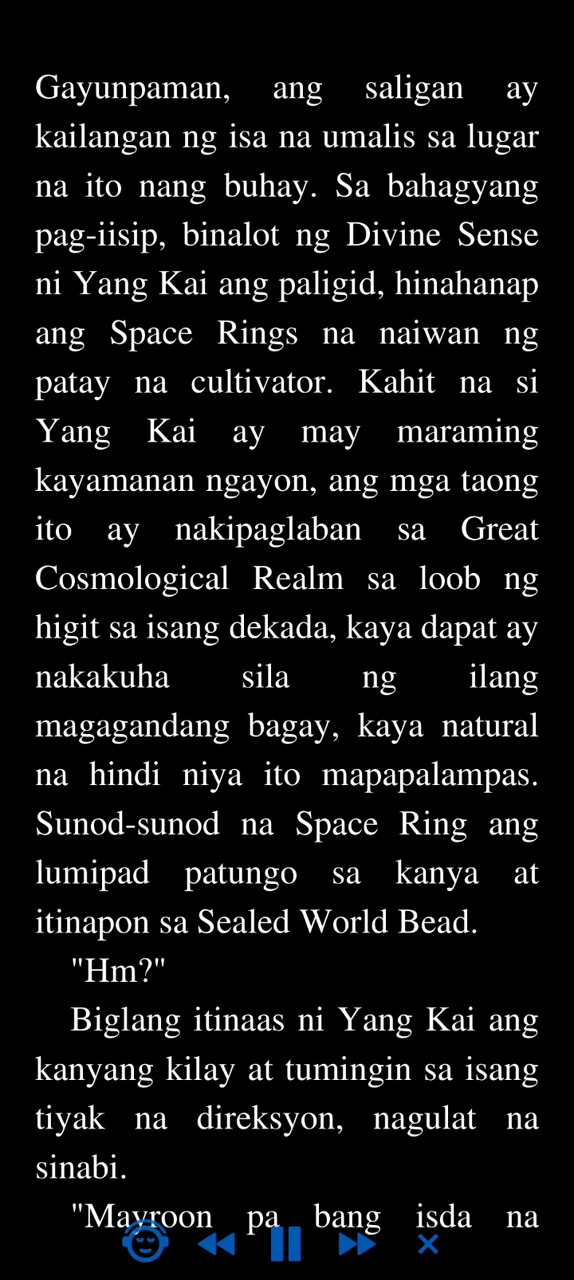 Gayunpaman, ang saligan ay
kailangan ng isa na umalis sa lugar
na ito nang buhay. Sa bahagyang
pag-iisip, binalot ng Divine Sense
ni Yang Kai ang paligid, hinahanap
ang Space Rings na naiwan ng
patay na cultivator. Kahit na si
Yang Kai ay may maraming
kayamanan ngayon, ang mga taong
ito ay nakipaglaban sa Great
Cosmological Realm sa loob ng
higit sa isang dekada, kaya dapat ay
nakakuha sila ng ilang
magagandang bagay, kaya natural
na hindi niya ito mapapalampas.
Sunod-sunod na Space Ring ang
lumipad patungo sa kanya at
itinapon sa Sealed World Bead.
"Hm?"
Biglang itinaas ni Yang Kai ang
kanyang kilay at tumingin sa isang
tiyak na direksyon, nagulat na
sinabi.
"Mayroon pa bang isda na